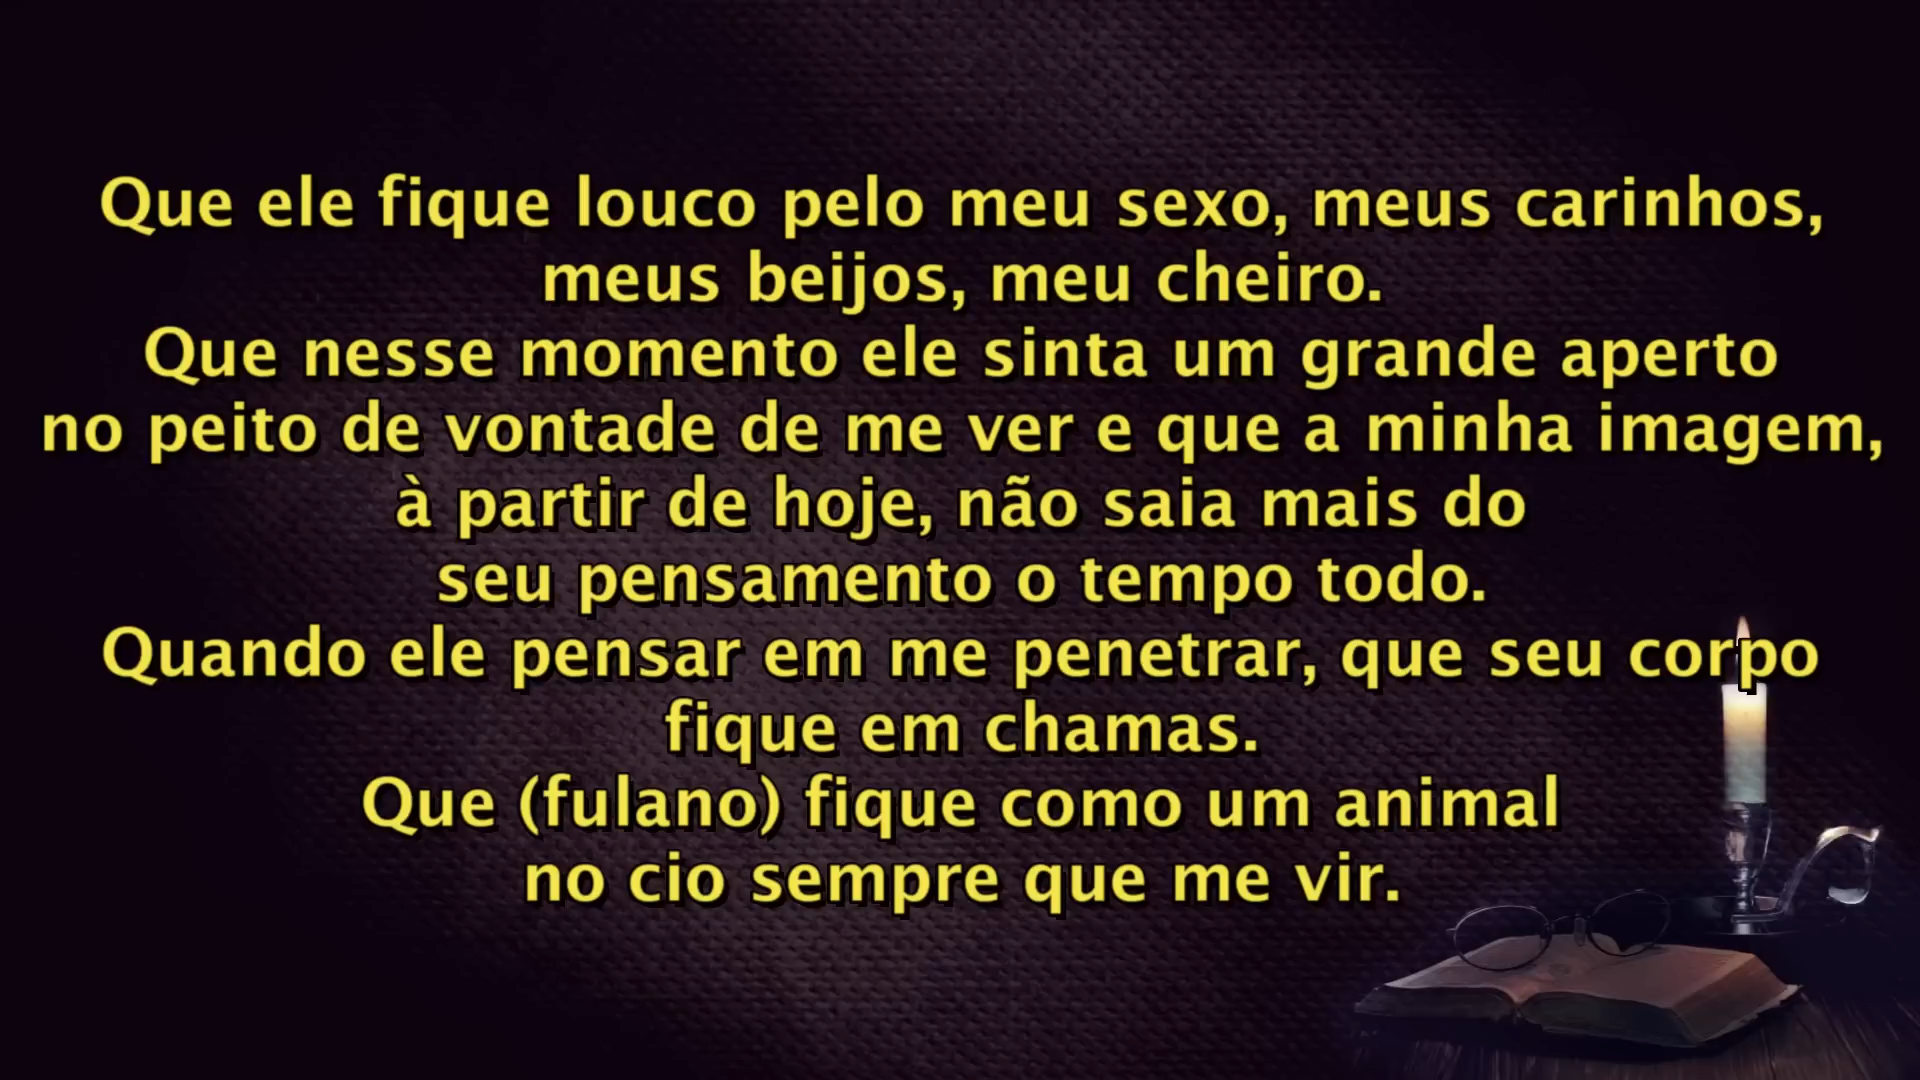 Que ele fique louco pelo meu sexo, meus carinhos,
meus beijos, meu cheiro.
Que nesse momento ele sinta um grande aperto
no peito de vontade de me ver e que a minha imagem,
à partir de hoje, não saia mais do
seu pensamento o tempo todo.
Quando ele pensar em me penetrar, que seu corpo
fique em chamas.
Que (fulano) fique como um animal
no cio sempre que me vir.